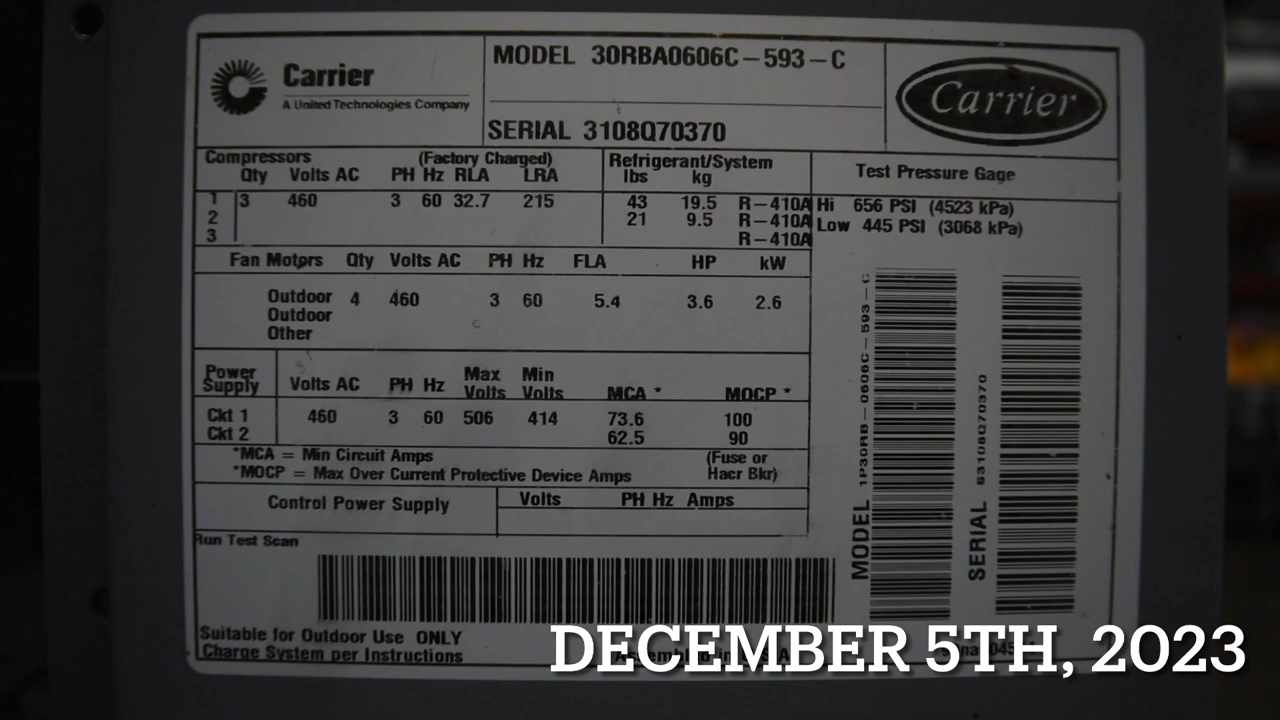 Carrier
A United Technologies Company
MODEL 30RBA0606C-593-C
SERIAL 3108Q70370
Carrier
Compressors (Factory Charged)
Qty Volts AC PH Hz RLA LRA
1 3 460 3 60 32.7 215
2
3
Refrigerant/System
lbs kg
43 19.5 R-410A
21 9.5 R-410A
R-410A
Test Pressure Gage
Hi 656 PSI (4523 kPa)
Low 445 PSI (3068 kPa)
Fan Motors Qty Volts AC PH Hz FLA HP kW
Outdoor 4 460 3 60 5.4 3.6 2.6
Outdoor
Other
Power Supply Volts AC PH Hz Max Volts Min Volts MCA * MOCP *
Ckt 1 460 3 60 506 414 73.6 100
Ckt 2 62.5 90
*MCA = Min Circuit Amps (Fuse or
*MOCP = Max Over Current Protective Device Amps Hacr Bkr)
Control Power Supply Volts PH Hz Amps
Run Test Scan
MODEL 1P30RB-0606C-593-C
SERIAL S3108Q70370
Suitable for Outdoor Use ONLY
Charge System per Instructions
DECEMBER 5TH, 2023